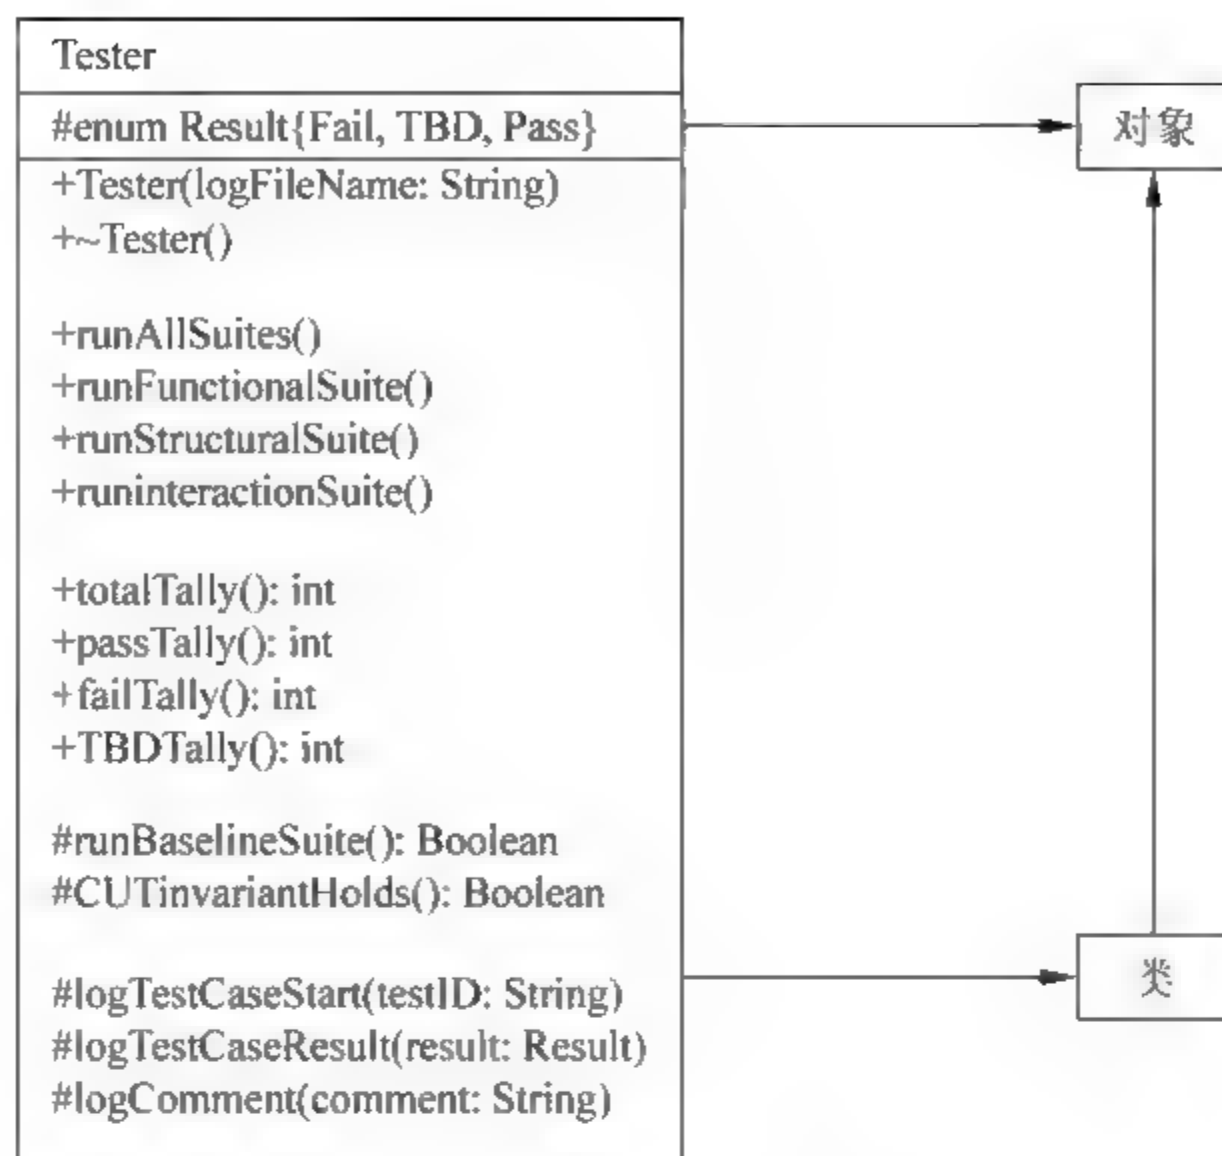 Tester
#enum Result{Fail, TBD, Pass}
+Tester(logFileName: String)
+~Tester()
+runAllSuites()
+runFunctionalSuite()
+runStructuralSuite()
+runinteractionSuite()
+totalTally(): int
+passTally(): int
+failTally(): int
+TBDTally(): int
#runBaselineSuite(): Boolean
#CUTinvariantHolds(): Boolean
#logTestCaseStart(testID: String)
#logTestCaseResult(result: Result)
#logComment(comment: String)
对象
类